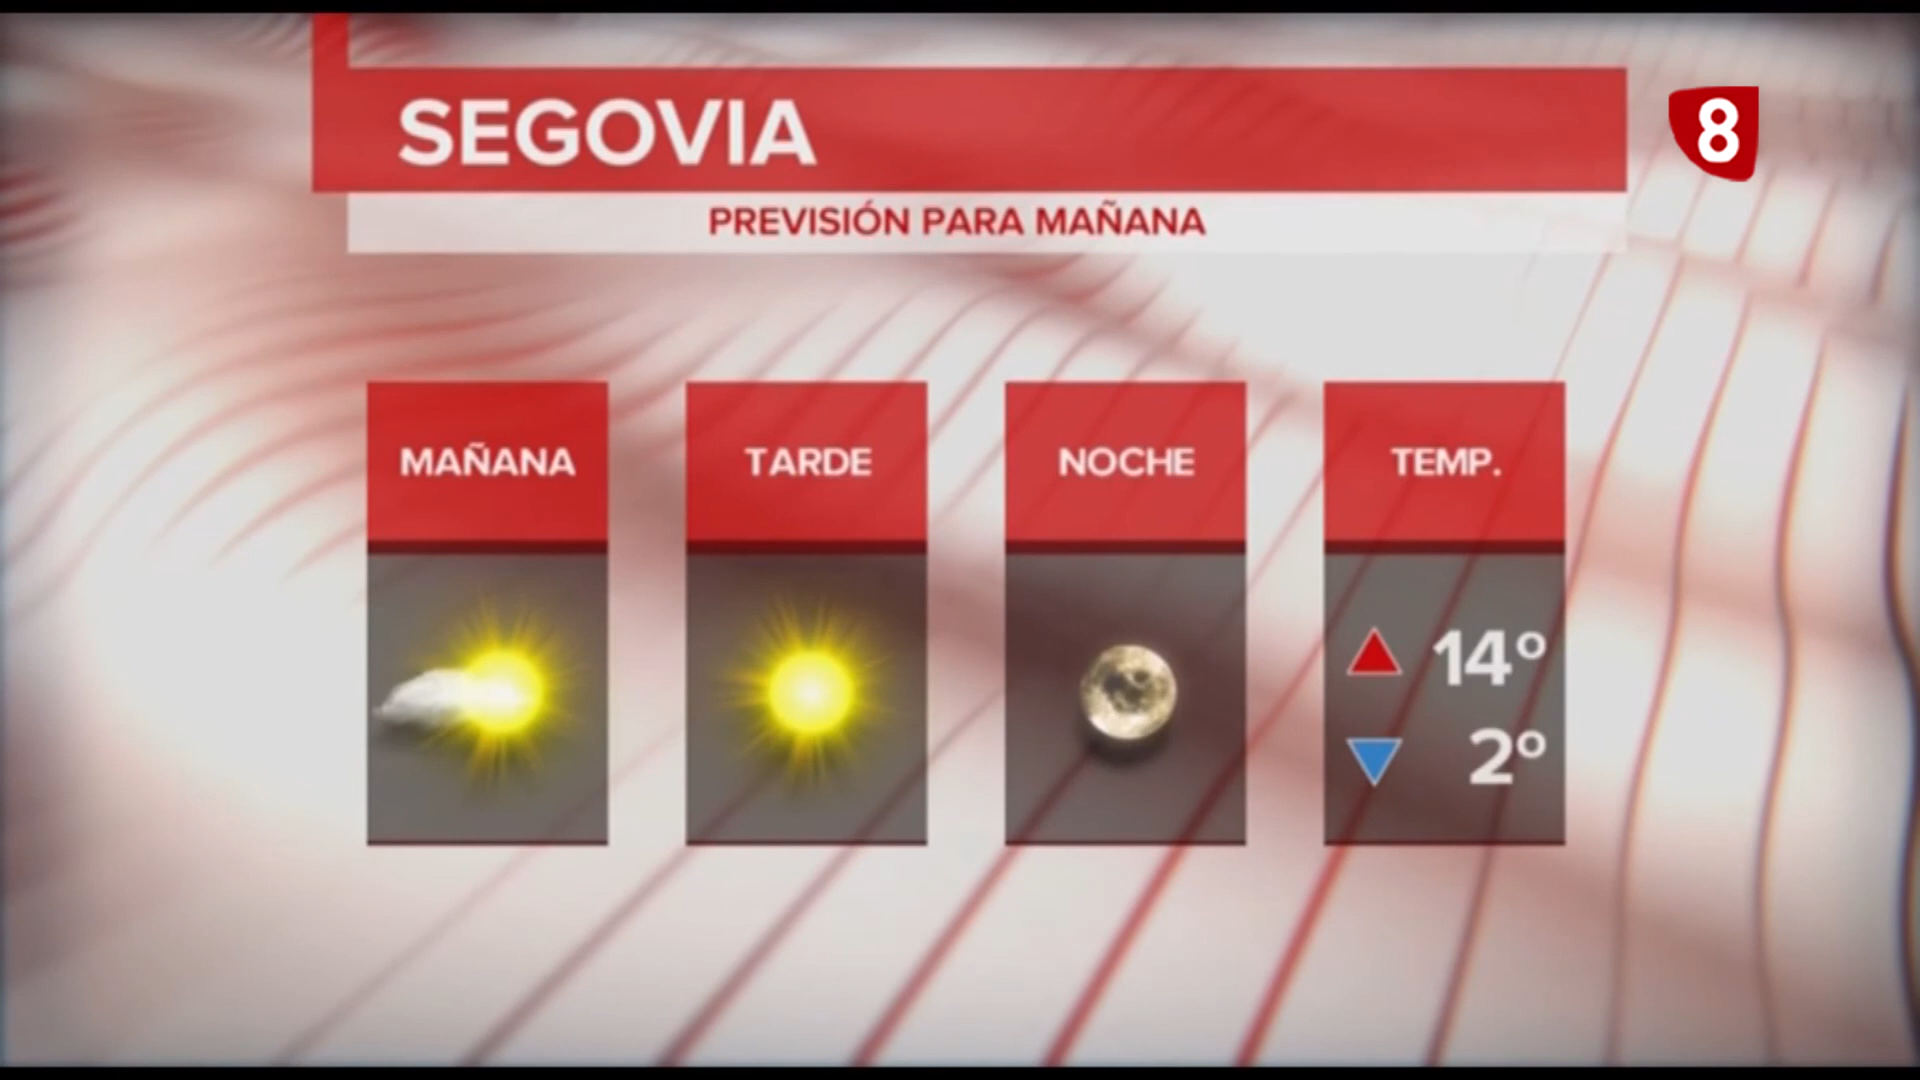 SEGOVIA
8
PREVISIÓN PARA MAÑANA
MAÑANA
TARDE
NOCHE
TEMP.
14º
2º